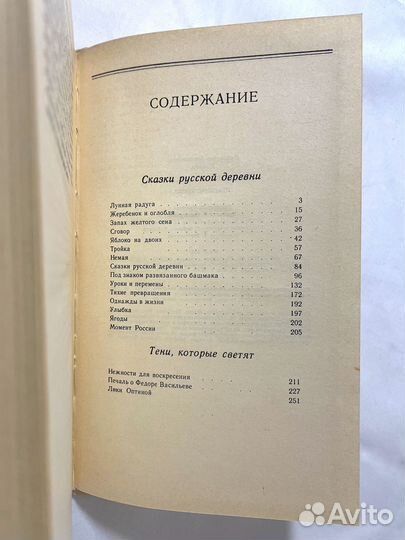 СОДЕРЖАНИЕ
Сказки русской деревни
Лунная радуга . . . . . . . . . 3
Жеребенок и оглобля . . . . . . . . . 15
Запах желтого сена . . . . . . . . . 27
Сговор . . . . . . . . . 36
Яблоко на двоих . . . . . . . . . 42
Тройка . . . . . . . . . 57
Немая . . . . . . . . . 67
Сказки русской деревни . . . . . . . . . 84
Под знаком развязанного башмака . . . . . . . . . 96
Уроки и перемены . . . . . . . . . 132
Тихие превращения . . . . . . . . . 172
Однажды в жизни . . . . . . . . . 192
Улыбка . . . . . . . . . 197
Ягоды . . . . . . . . . 202
Момент России . . . . . . . . . 205
Тени, которые светят
Нежности для воскресения . . . . . . . . . 211
Печаль о Федоре Васильеве . . . . . . . . . 227
Лики Оптиной . . . . . . . . . 251
Avito